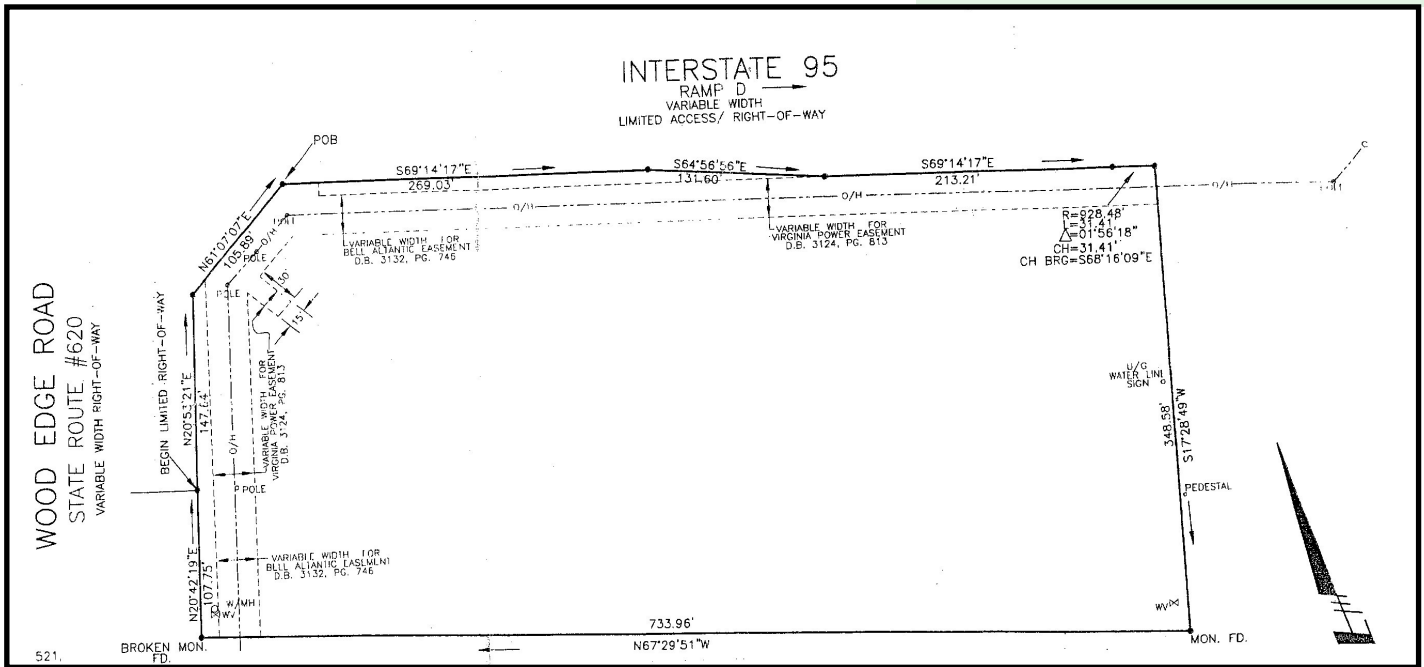 INTERSTATE 95
RAMP D
VARIABLE WIDTH
LIMITED ACCESS/ RIGHT-OF-WAY
POB
S69°14'17"E
269.03'
S64°56'56"E
131.60'
S69°14'17"E
213.21'
C
O/H
O/H
O/H
O/H
R=928.48'
L=31.41'
△=01°56'18"
CH=31.41'
CH BRG=S68°16'09"E
VARIABLE WIDTH FOR
BELL ALTANTIC EASEMENT
D.B. 3132, PG. 746
VARIABLE WIDTH FOR
VIRGINIA POWER EASEMENT
D.B. 3124, PG. 813
N61°07'07"E
105.89'
O/H
POLE
POLE
30'
15'
WOOD EDGE ROAD
STATE ROUTE #620
VARIABLE WIDTH RIGHT-OF-WAY
BEGIN LIMITED RIGHT-OF-WAY
N20°53'21"E
147.64'
O/H
VARIABLE WIDTH FOR
VIRGINIA POWER EASEMENT
D.B. 3124, PG. 813
POLE
U/G
WATER LINE
SIGN
348.58'
S17°28'49"W
PEDESTAL
N20°42'19"E
107.75'
VARIABLE WIDTH FOR
BELL ALTANTIC EASEMENT
D.B. 3132, PG. 746
W/MH
WV
WV
733.96'
N67°29'51"W
BROKEN MON.
FD.
MON. FD.
521.